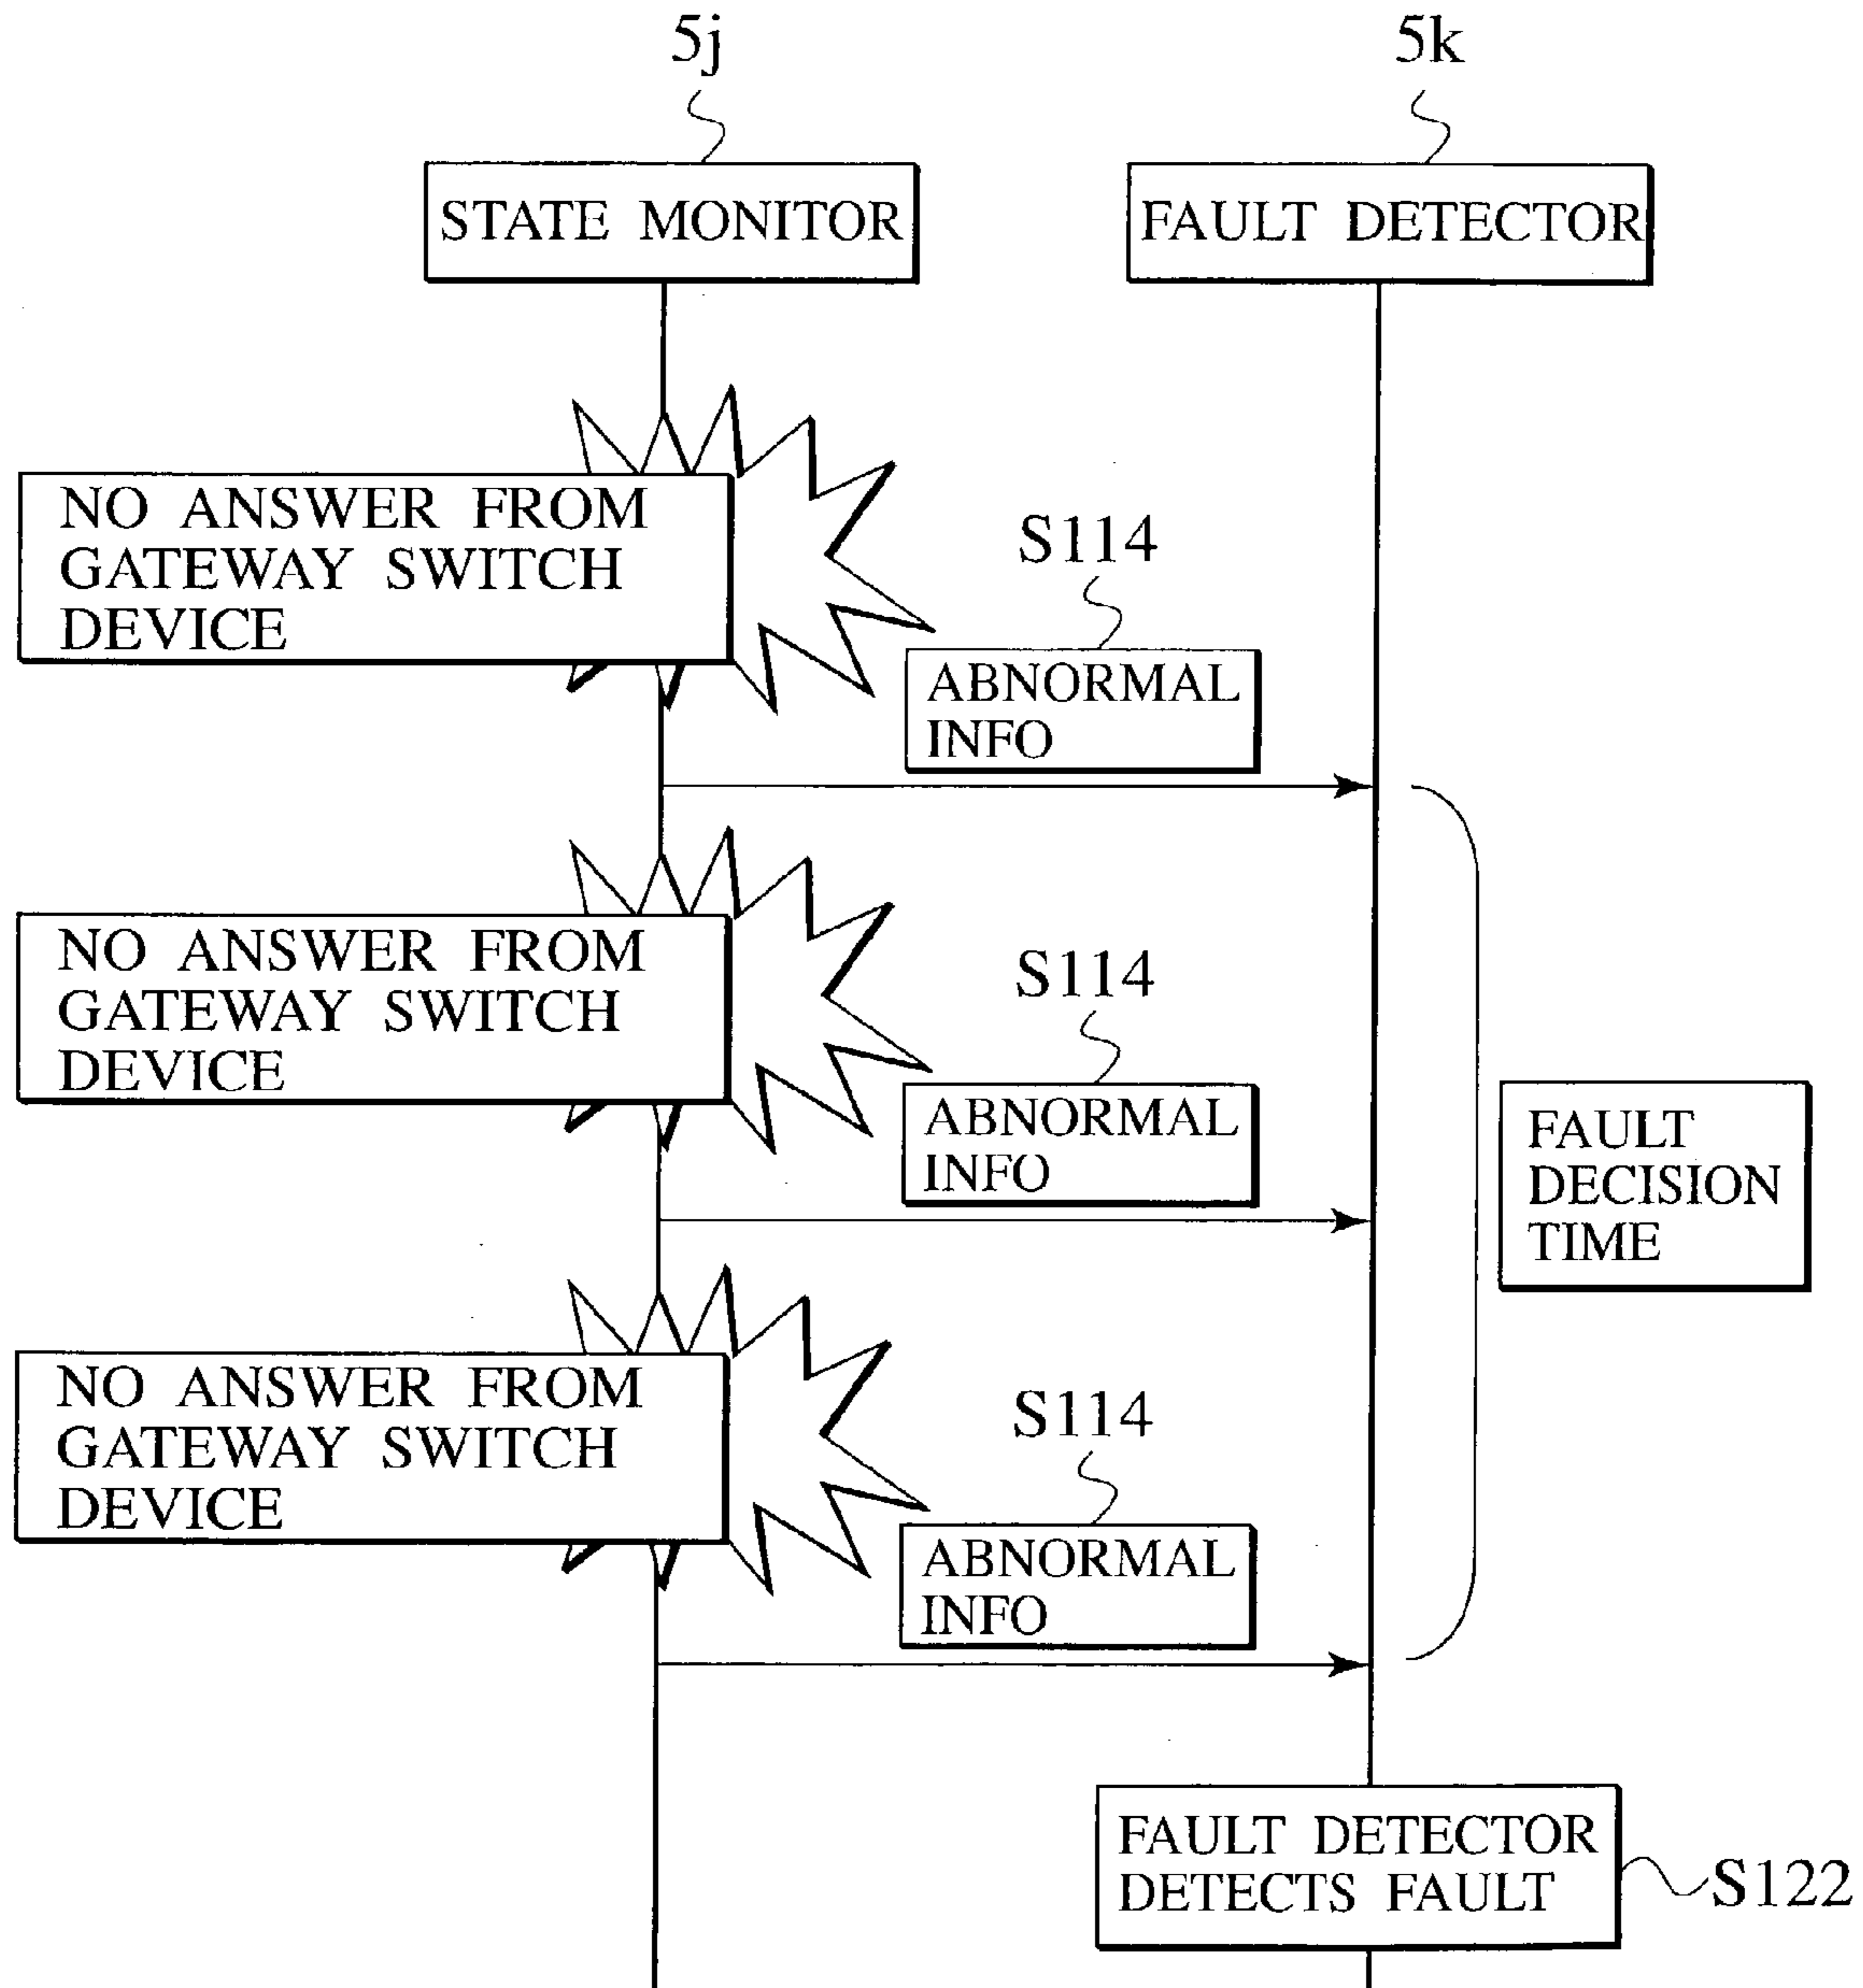 5j
5k
STATE MONITOR
FAULT DETECTOR
NO ANSWER FROM
GATEWAY SWITCH
DEVICE
S114
ABNORMAL
INFO
NO ANSWER FROM
GATEWAY SWITCH
DEVICE
S114
ABNORMAL
INFO
FAULT
DECISION
TIME
NO ANSWER FROM
GATEWAY SWITCH
DEVICE
S114
ABNORMAL
INFO
FAULT DETECTOR
DETECTS FAULT
S122